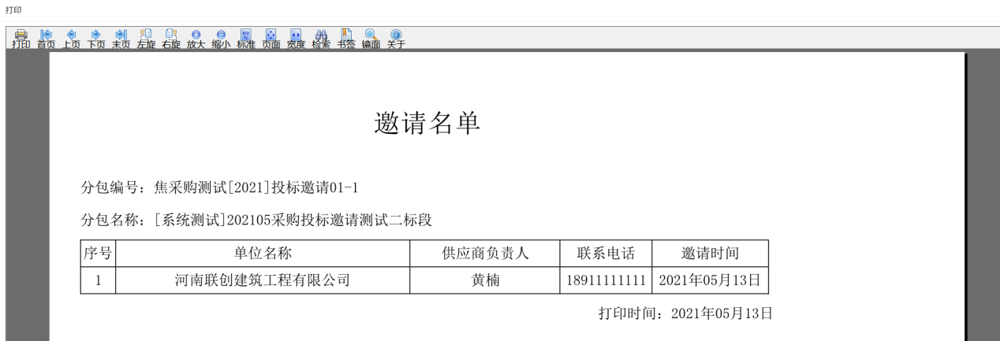 打印
打印 首页 上页 下页 末页 左旋 右旋 放大 缩小 标准 页面 宽度 检索 书签 镜面 关于
邀请名单
分包编号：焦采购测试[2021]投标邀请01-1
分包名称：[系统测试]202105采购投标邀请测试二标段
序号 单位名称 供应商负责人 联系电话 邀请时间
1 河南联创建筑工程有限公司 黄楠 18911111111 2021年05月13日
打印时间：2021年05月13日